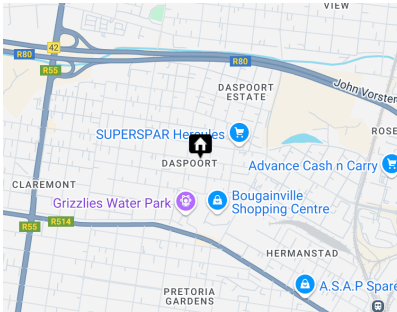 VIEW
42
R80
R55
R80
DASPOORT
ESTATE
John Vorster
SUPERSPAR Hercules
ROSE
DASPOORT
Advance Cash n Carry
CLAREMONT
Grizzlies Water Park
Bougainville
Shopping Centre
R55
R514
HERMANSTAD
A.S.A.P Spare
PRETORIA
GARDENS